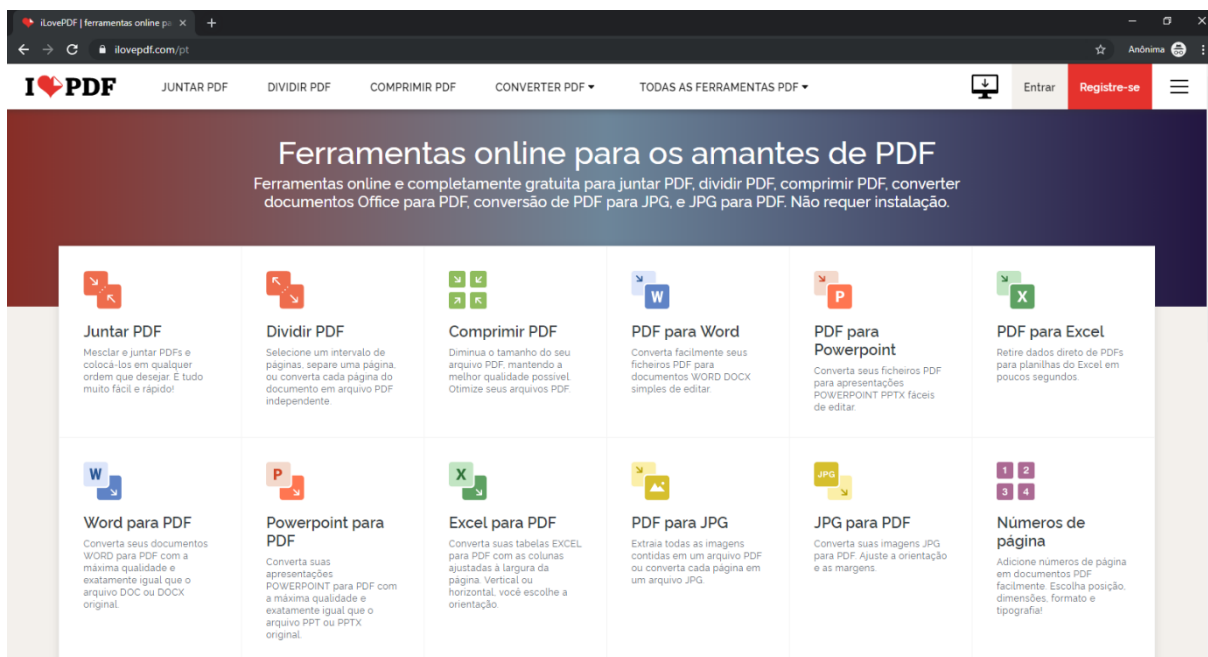 iLovePDF | ferramentas online pa
ilovepdf.com/pt
Anônima
I PDF
JUNTAR PDF
DIVIDIR PDF
COMPRIMIR PDF
CONVERTER PDF
TODAS AS FERRAMENTAS PDF
Entrar
Registre-se
Ferramentas online para os amantes de PDF
Ferramentas online e completamente gratuita para juntar PDF, dividir PDF, comprimir PDF, converter
documentos Office para PDF, conversão de PDF para JPG, e JPG para PDF. Não requer instalação.
Juntar PDF
Mesclar e juntar PDFs e
colocá-los em qualquer
ordem que desejar. É tudo
muito fácil e rápido!
Dividir PDF
Selecione um intervalo de
páginas, separe uma página,
ou converta cada página do
documento em arquivo PDF
independente.
Comprimir PDF
Diminua o tamanho do seu
arquivo PDF, mantendo a
melhor qualidade possivel.
Otimize seus arquivos PDF.
W
PDF para Word
Converta facilmente seus
ficheiros PDF para
documentos WORD DOCX
simples de editar.
P
PDF para
Powerpoint
Converta seus ficheiros PDF
para apresentações
POWERPOINT PPTX fáceis
de editar.
X
PDF para Excel
Retire dados direto de PDFs
para planilhas do Excel em
poucos segundos.
W
Word para PDF
Converta seus documentos
WORD para PDF com a
máxima qualidade e
exatamente igual que o
arquivo DOC ou DOCX
original.
P
Powerpoint para
PDF
Converta suas
apresentações
POWERPOINT para PDF com
a máxima qualidade e
exatamente igual que o
arquivo PPT ou PPTX
original.
X
Excel para PDF
Converta suas tabelas EXCEL
para PDF com as colunas
ajustadas à largura da
página. Vertical ou
horizontal, você escolhe a
orientação.
PDF para JPG
Extraia todas as imagens
contidas em um arquivo PDF
ou converta cada página em
um arquivo JPG.
JPG
JPG para PDF
Converta suas imagens JPG
para PDF. Ajuste a orientação
e as margens.
1 2
3 4
Números de
página
Adicione números de página
em documentos PDF
facilmente. Escolha posição,
dimensões, formato e
tipografia!